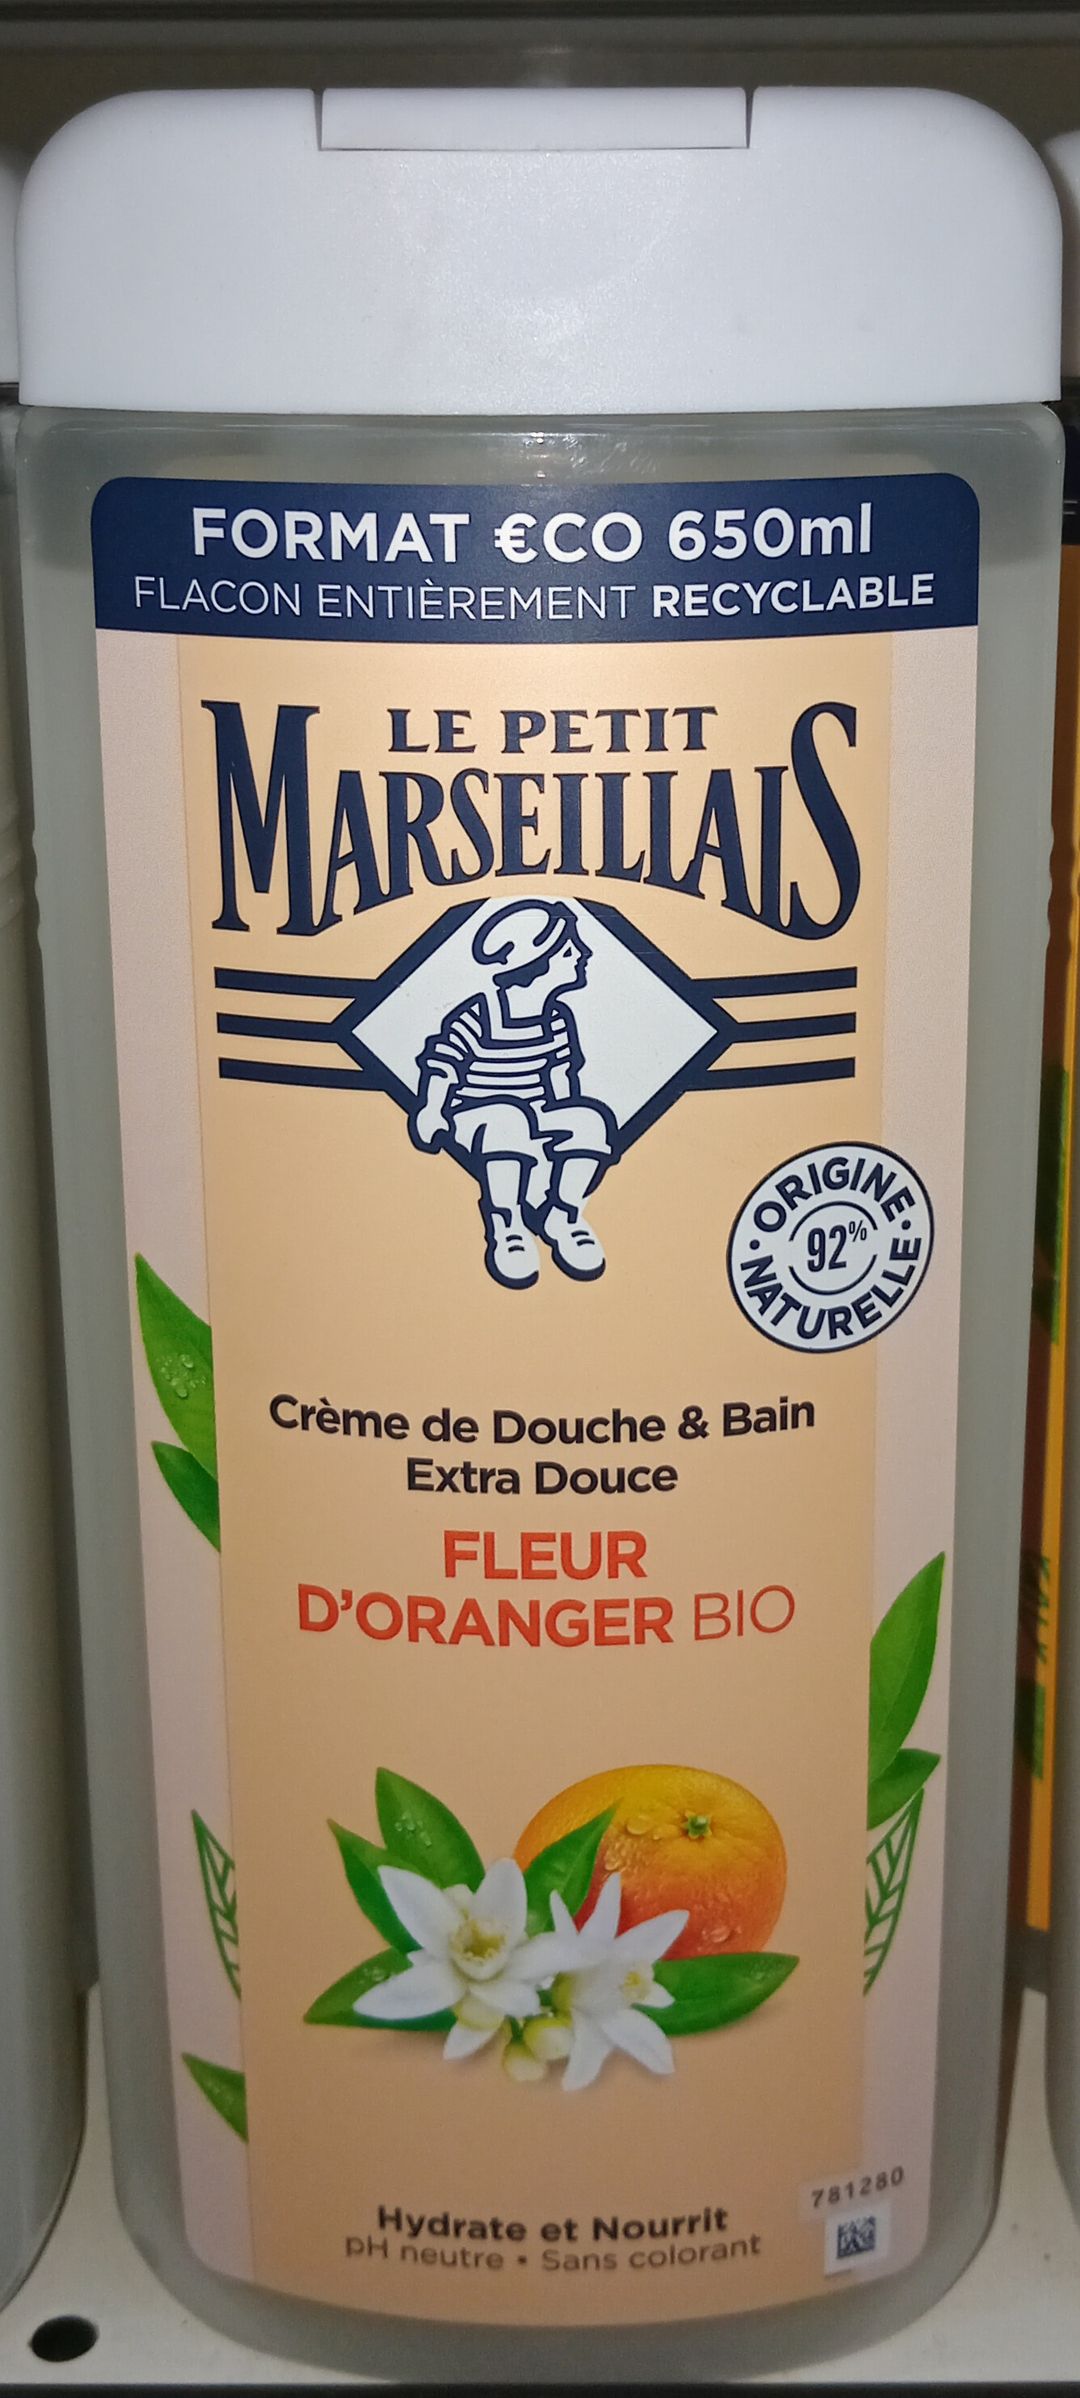 FORMAT €CO 650ml
FLACON ENTIÈREMENT RECYCLABLE
LE PETIT
MARSEILLAIS
ORIGINE
92%
NATURELLE
Crème de Douche & Bain
Extra Douce
FLEUR
D'ORANGER BIO
Hydrate et Nourrit
pH neutre • Sans colorant
781280